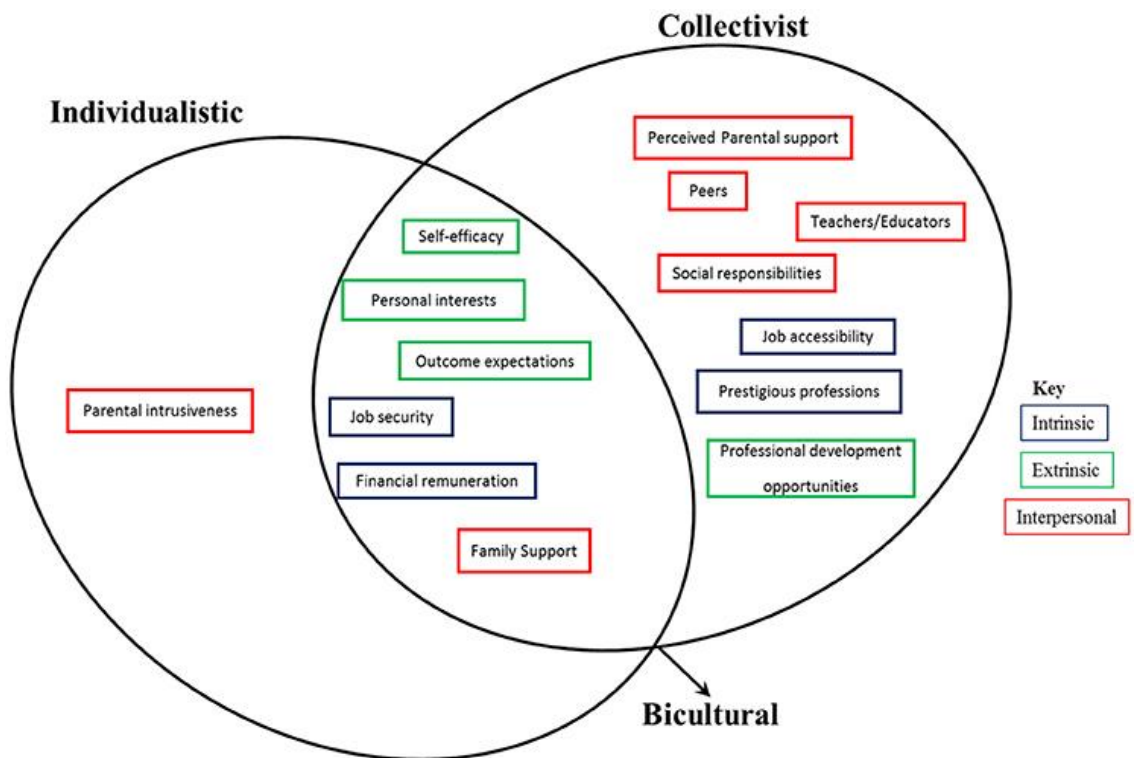 Collectivist
Individualistic
Perceived Parental support
Peers
Teachers/Educators
Self-efficacy
Social responsibilities
Personal interests
Job accessibility
Outcome expectations
Prestigious professions
Parental intrusiveness
Job security
Professional development
opportunities
Financial remuneration
Family Support
Key
Intrinsic
Extrinsic
Interpersonal
Bicultural